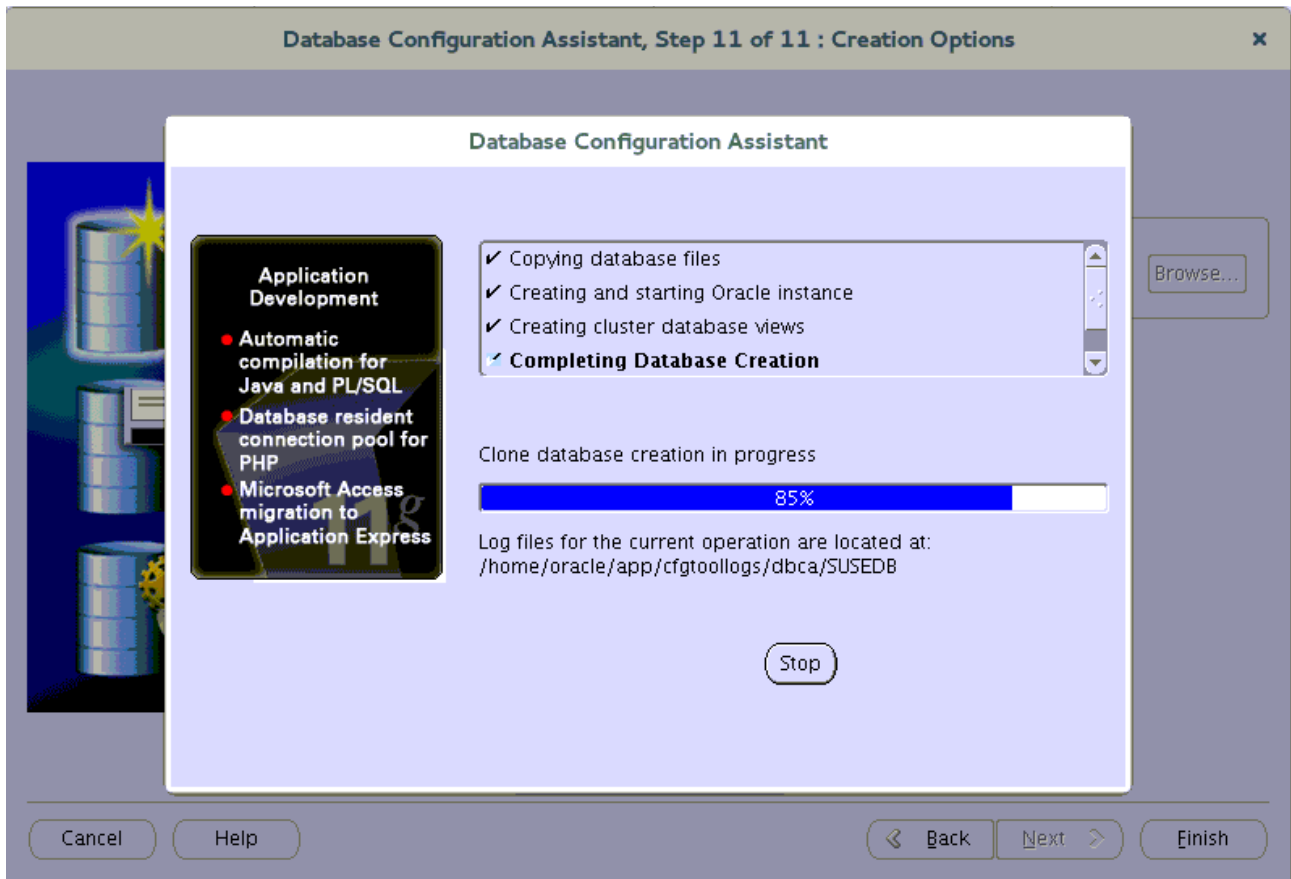 Database Configuration Assistant, Step 11 of 11 : Creation Options
Database Configuration Assistant
Application
Development
Automatic
compilation for
Java and PL/SQL
Database resident
connection pool for
PHP
Microsoft Access
migration to
Application Express
11g
Copying database files
Creating and starting Oracle instance
Creating cluster database views
Completing Database Creation
Clone database creation in progress
85%
Log files for the current operation are located at:
/home/oracle/app/cfgtoollogs/dbca/SUSEDB
Stop
Browse...
Cancel
Help
Back
Next
Finish